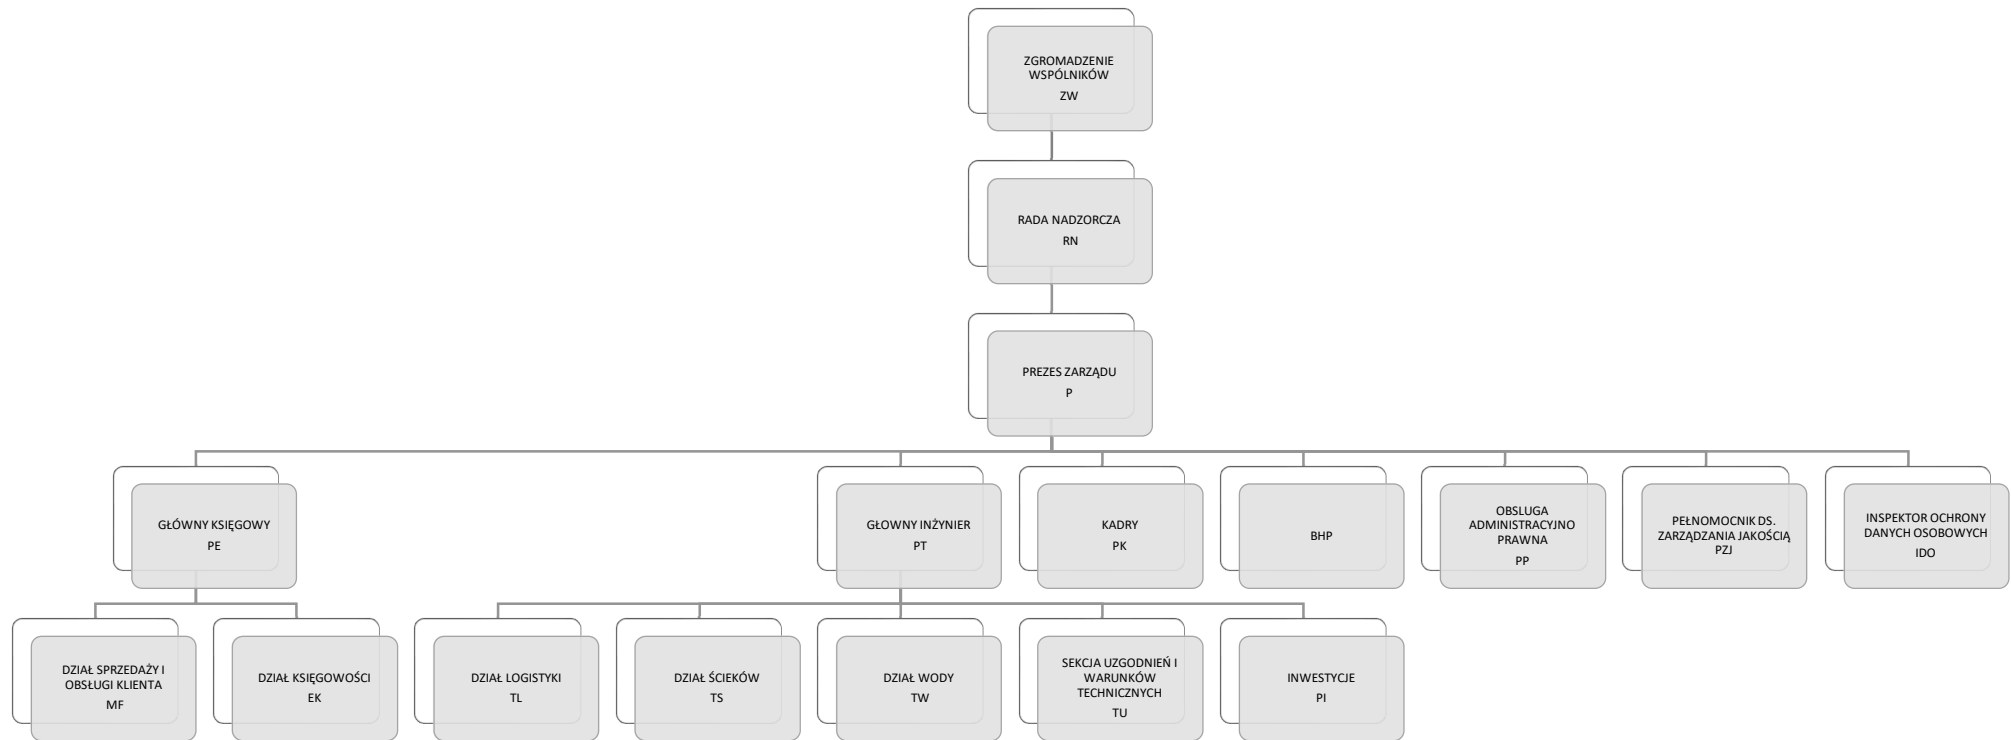 ZGROMADZENIE
WSPÓLNIKÓW
ZW
RADA NADZORCZA
RN
PREZES ZARZĄDU
P
GŁÓWNY KSIĘGOWY
PE
GŁOWNY INŻYNIER
PT
KADRY
PK
BHP
OBSLUGA
ADMINISTRACYJNO
PRAWNA
PP
PEŁNOMOCNIK DS.
ZARZĄDZANIA JAKOŚCIĄ
PZJ
INSPEKTOR OCHRONY
DANYCH OSOBOWYCH
IDO
DZIAŁ SPRZEDAŻY I
OBSŁUGI KLIENTA
MF
DZIAŁ KSIĘGOWOŚCI
EK
DZIAŁ LOGISTYKI
TL
DZIAŁ ŚCIEKÓW
TS
DZIAŁ WODY
TW
SEKCJA UZGODNIEŃ I
WARUNKÓW
TECHNICZNYCH
TU
INWESTYCJE
PI